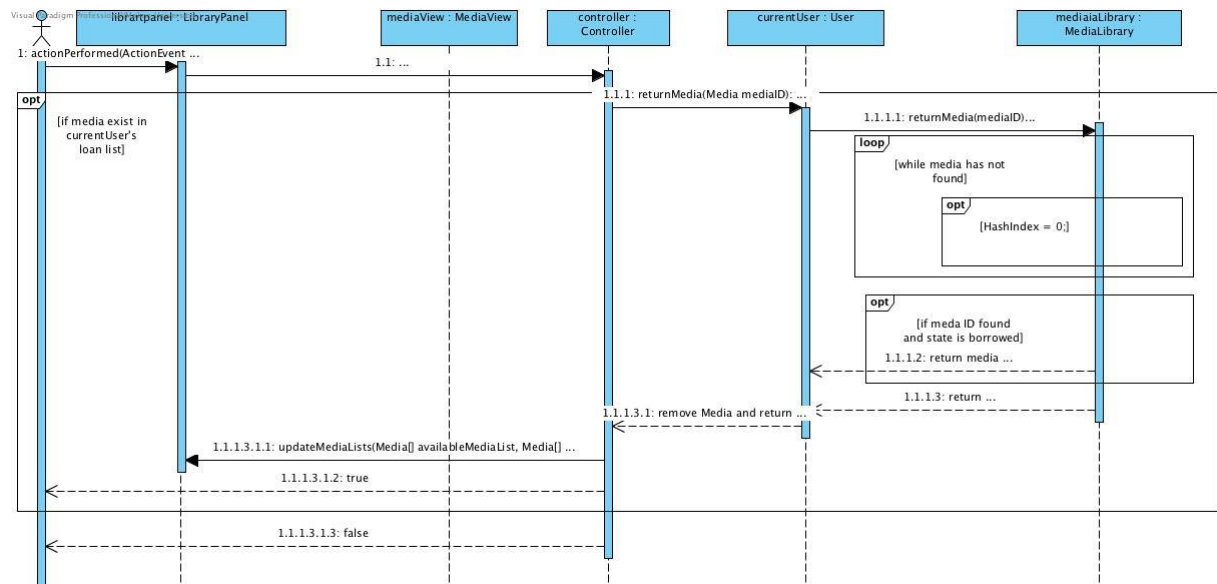 Visual Paradigm Professional
librarpanel : LibraryPanel
mediaView : MediaView
controller :
Controller
currentUser : User
mediaiaLibrary :
MediaLibrary
1: actionPerformed(ActionEvent ...
1.1: ...
opt
1.1.1: returnMedia(Media mediaID): ...
[if media exist in
currentUser's
loan list]
1.1.1.1: returnMedia(mediaID)...
loop
[while media has not
found]
opt
[HashIndex = 0;]
opt
[if meda ID found
and state is borrowed]
1.1.1.2: return media ...
1.1.1.3: return ...
1.1.1.3.1: remove Media and return ...
1.1.1.3.1.1: updateMediaLists(Media[] availableMediaList, Media[] ...
1.1.1.3.1.2: true
1.1.1.3.1.3: false